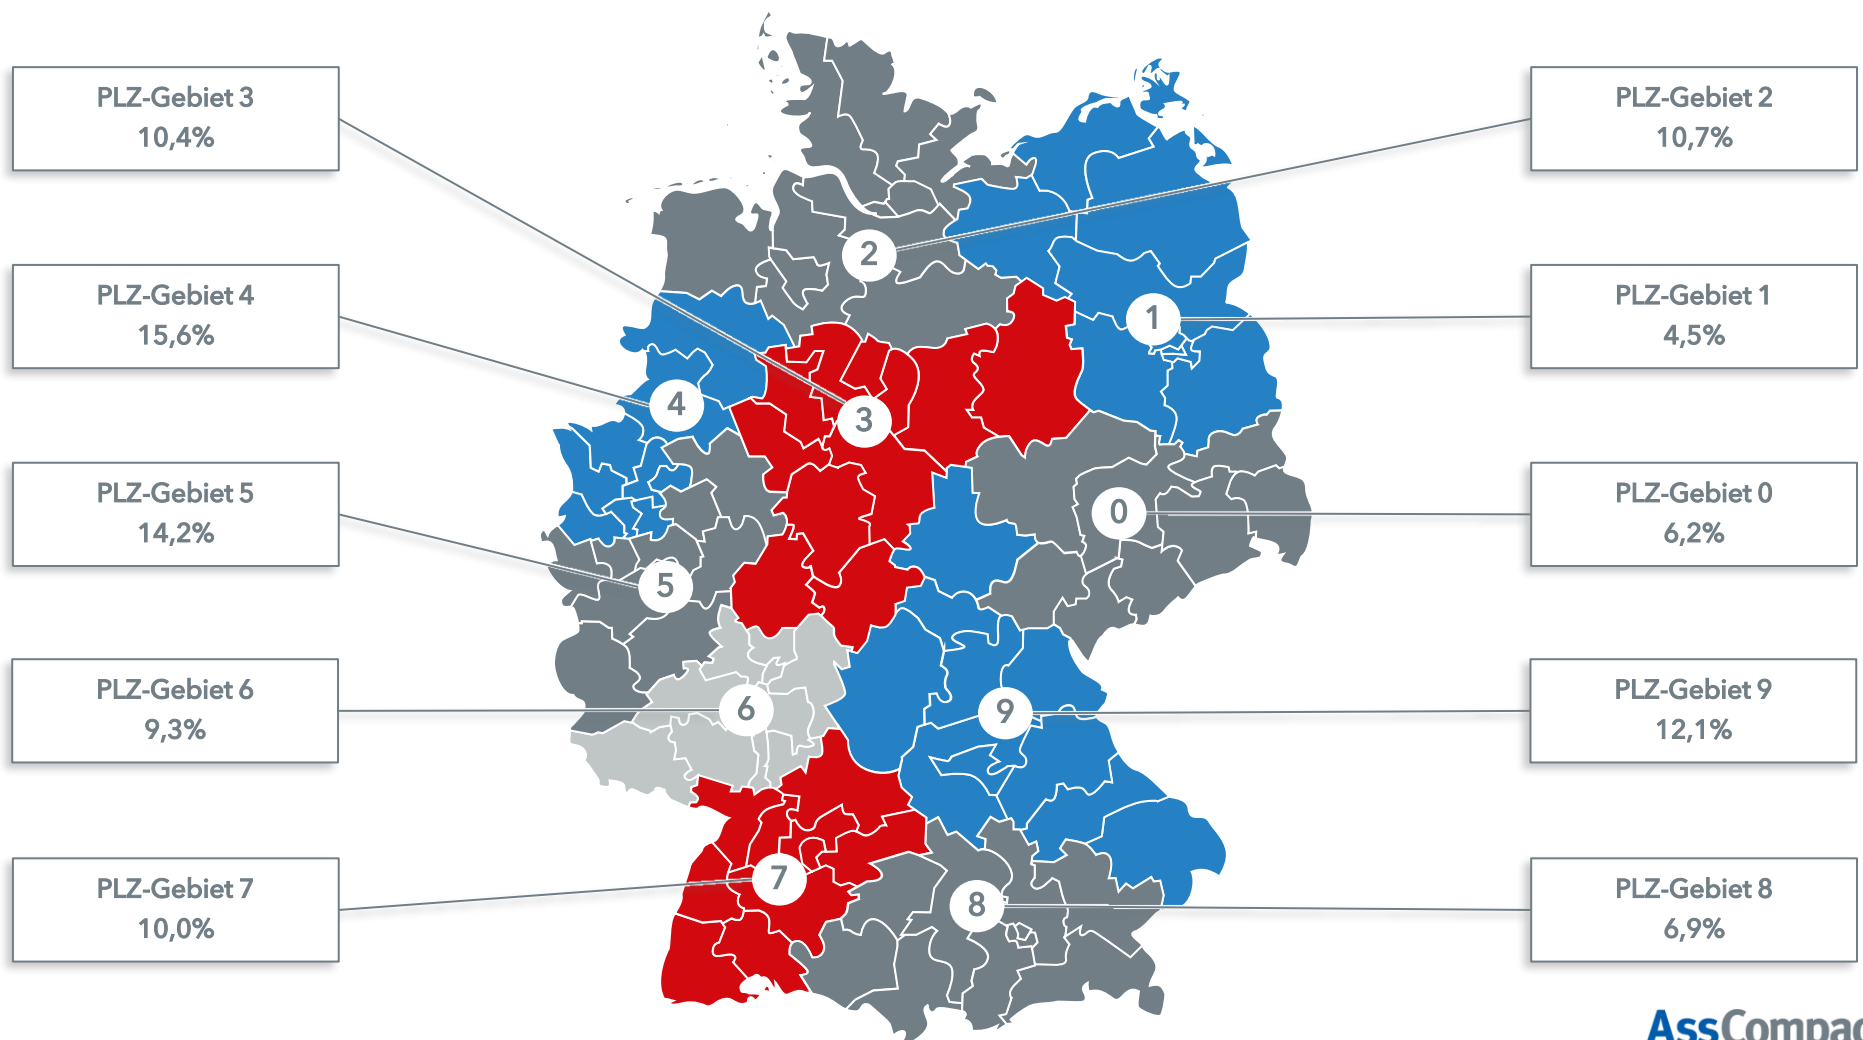 PLZ-Gebiet 3
10,4%
PLZ-Gebiet 4
15,6%
PLZ-Gebiet 5
14,2%
PLZ-Gebiet 6
9,3%
PLZ-Gebiet 7
10,0%
2
1
4
3
0
5
6
9
7
8
PLZ-Gebiet 2
10,7%
PLZ-Gebiet 1
4,5%
PLZ-Gebiet 0
6,2%
PLZ-Gebiet 9
12,1%
PLZ-Gebiet 8
6,9%
AssCompac